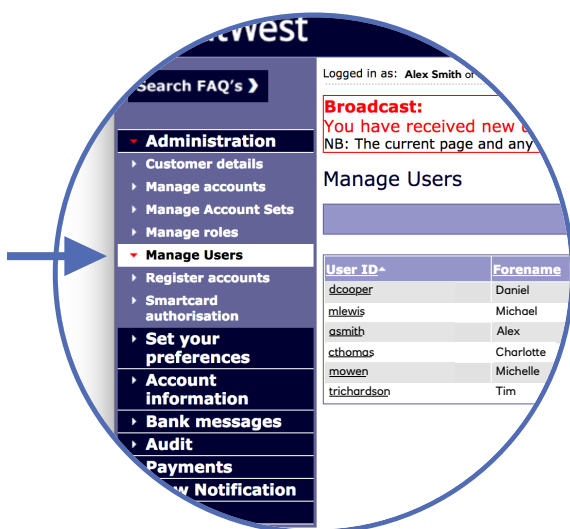 West
Search FAQ's
Logged in as: Alex Smith or
Broadcast:
You have received new
NB: The current page and any
Administration
Customer details
Manage accounts
Manage Account Sets
Manage roles
Manage Users
Register accounts
Smartcard
authorisation
Set your
preferences
Account
information
Bank messages
Audit
Payments
Notification
Manage Users
User ID Forename
dcooper Daniel
mlewis Michael
asmith Alex
cthomas Charlotte
mowen Michelle
trichardson Tim